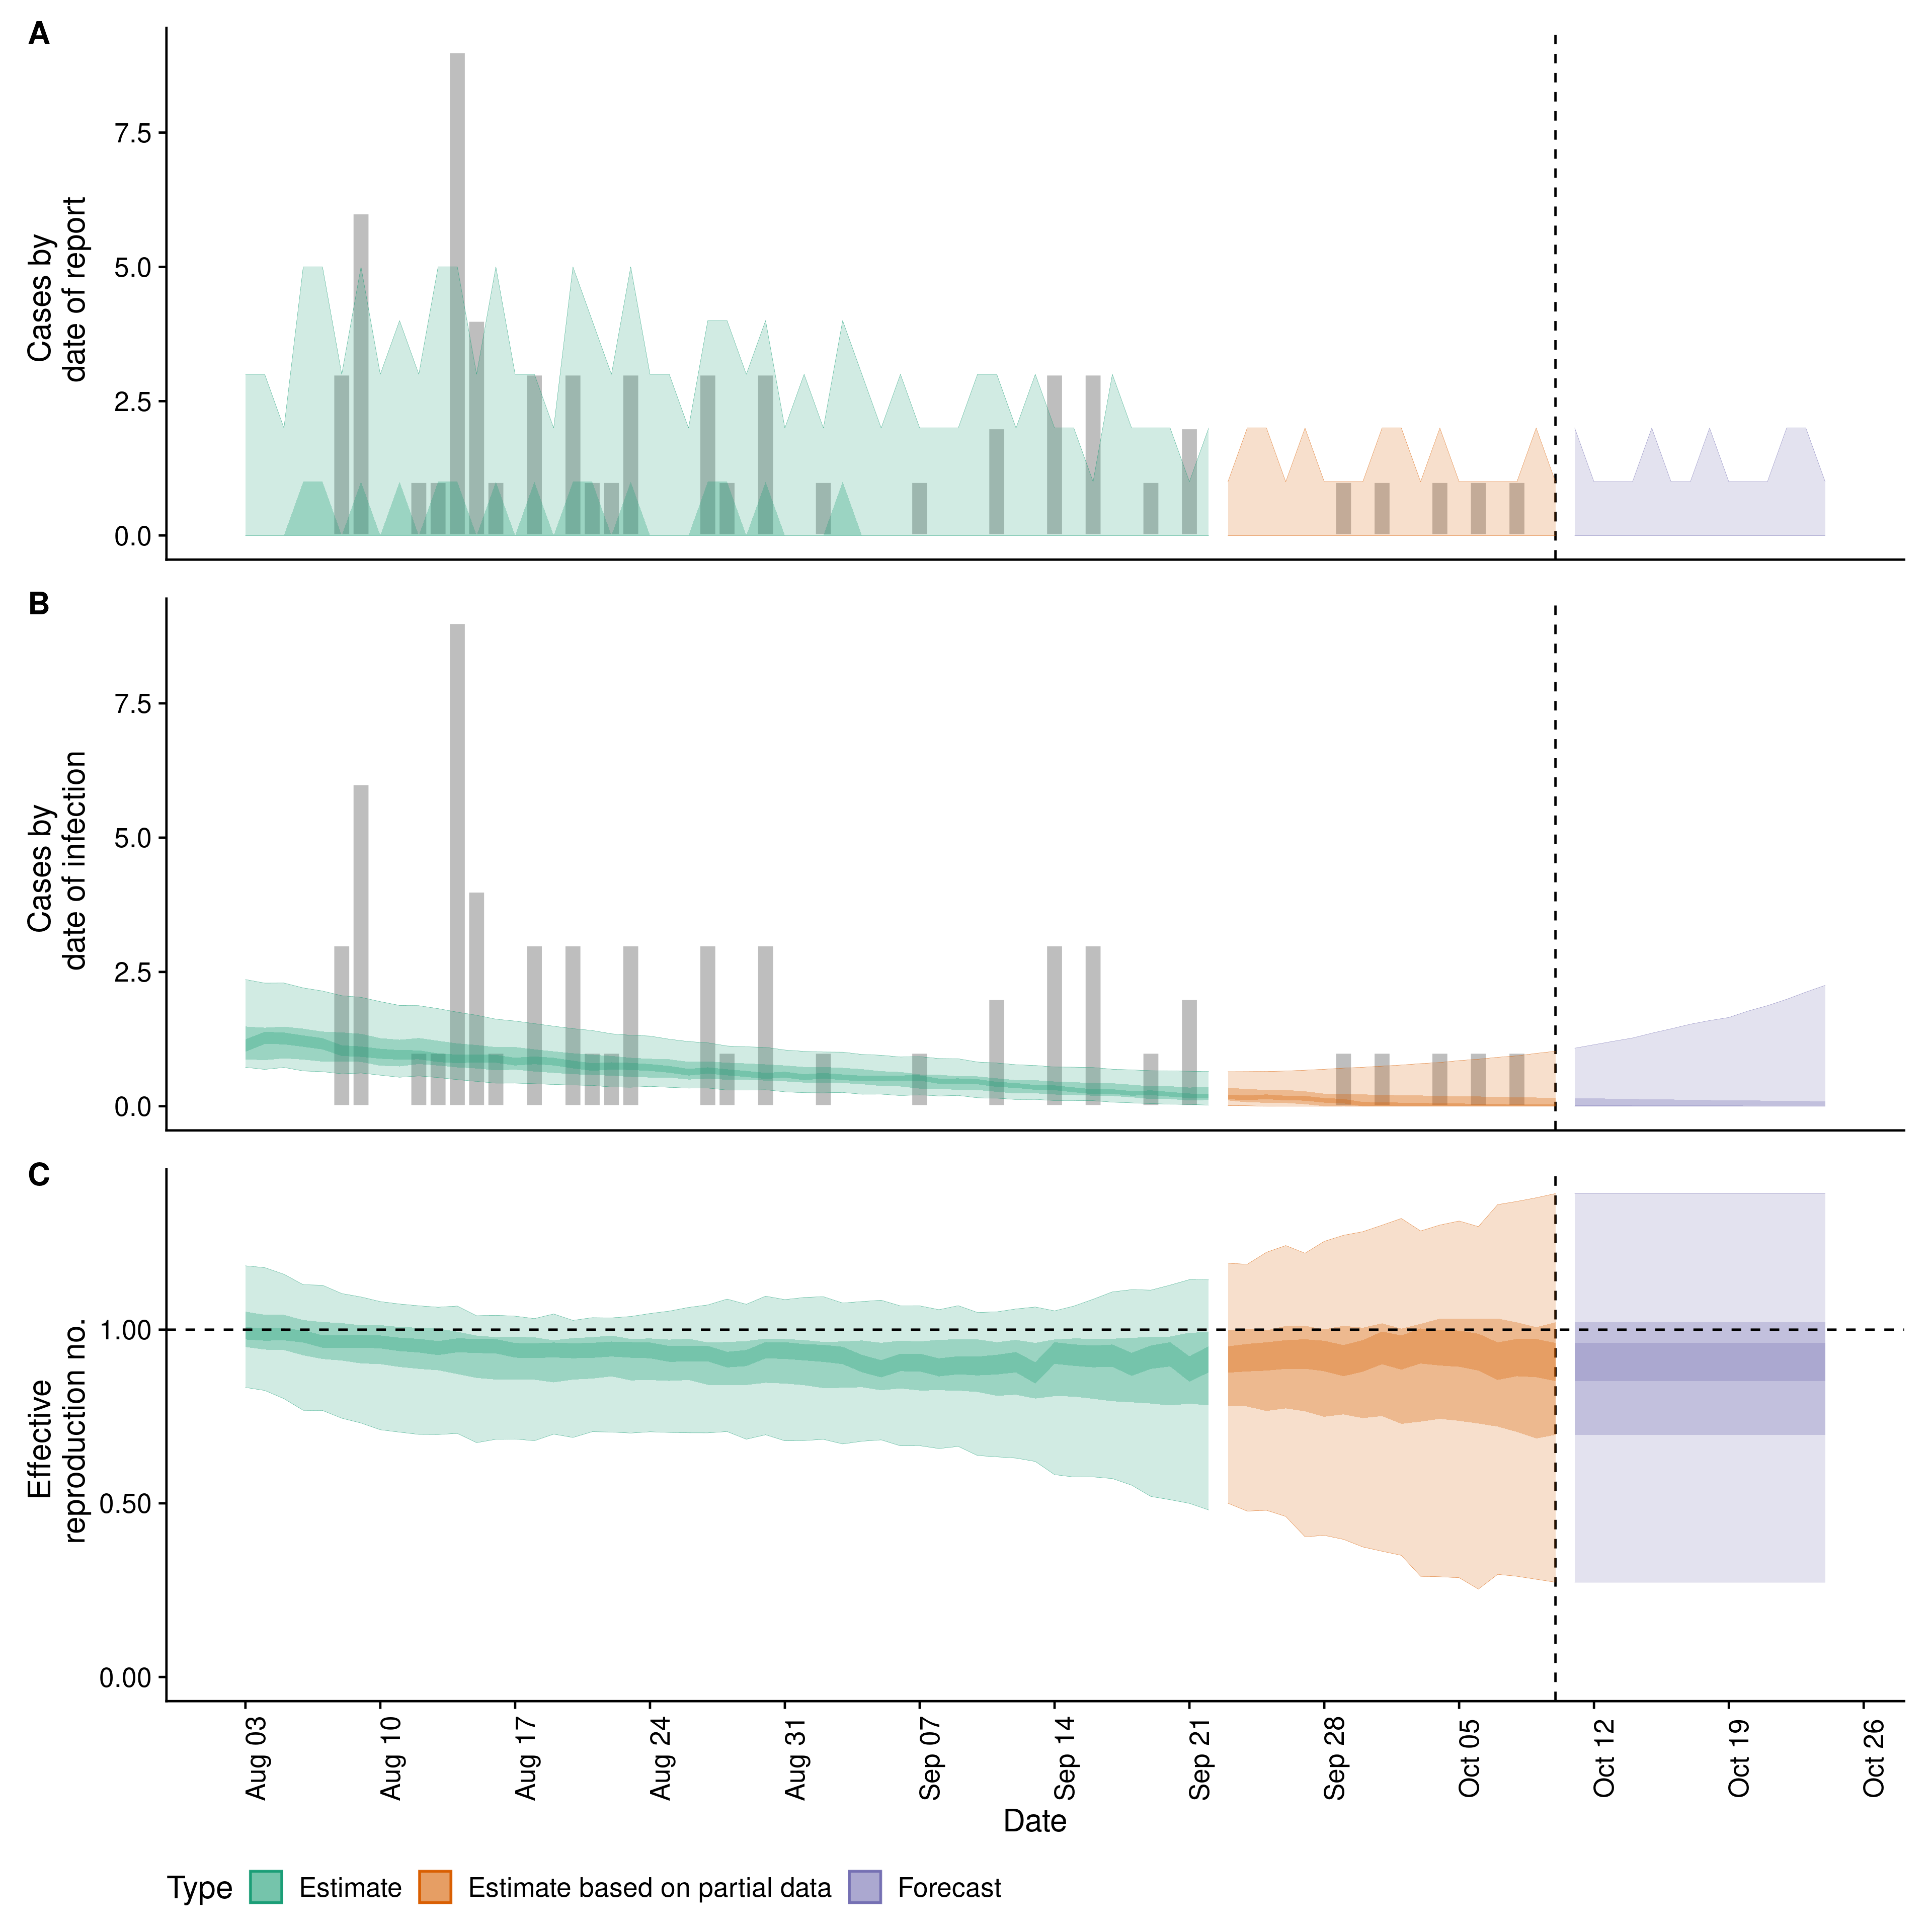 A
Cases by
date of report
7.5
5.0
2.5
0.0
B
Cases by
date of infection
7.5
5.0
2.5
0.0
C
Effective
reproduction no.
1.00
0.50
0.00
Aug 03
Aug 10
Aug 17
Aug 24
Aug 31
Sep 07
Sep 14
Sep 21
Sep 28
Oct 05
Oct 12
Oct 19
Oct 26
Date
Type Estimate Estimate based on partial data Forecast